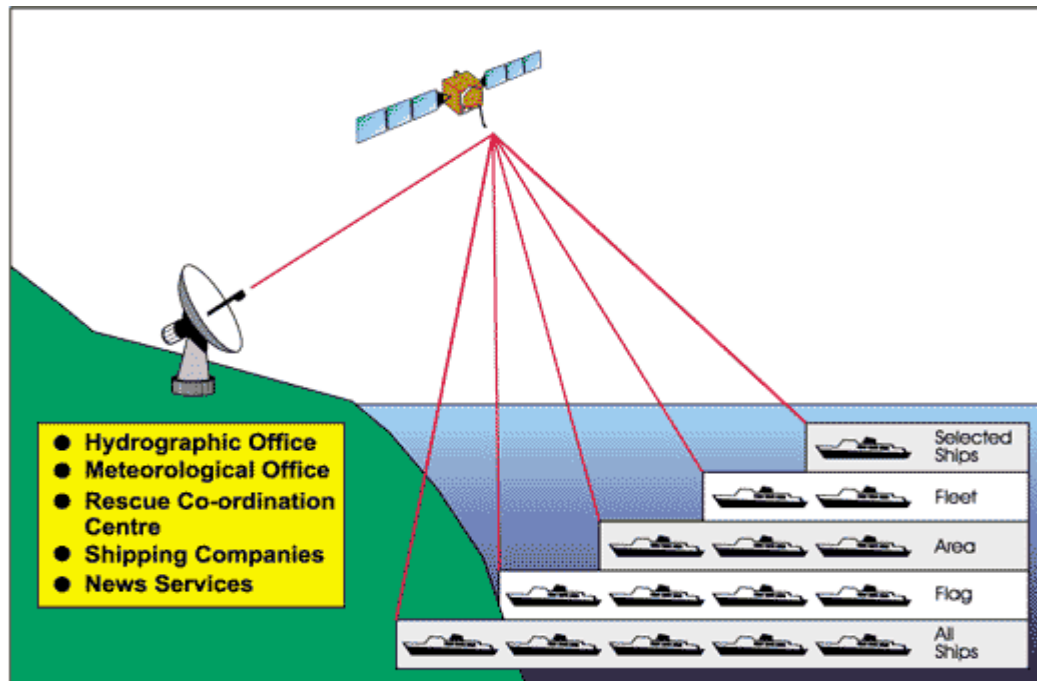 Hydrographic Office
Meteorological Office
Rescue Co-ordination
Centre
Shipping Companies
News Services
Selected
Ships
Fleet
Area
Flag
All
Ships